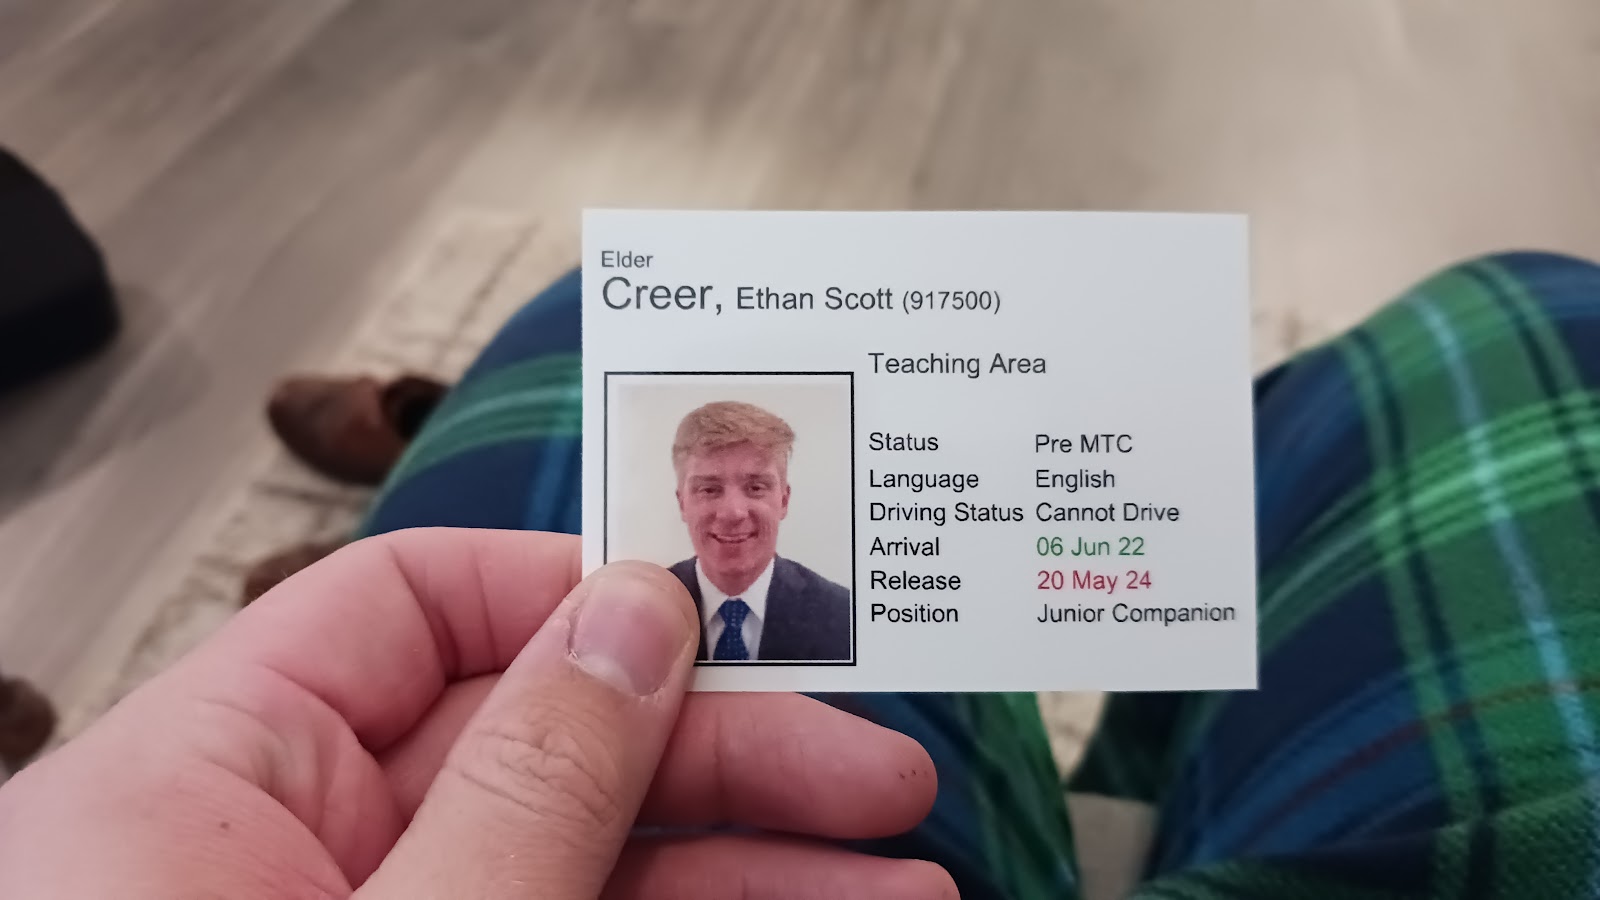 Elder
Creer, Ethan Scott (917500)
Teaching Area
Status Pre MTC
Language English
Driving Status Cannot Drive
Arrival 06 Jun 22
Release 20 May 24
Position Junior Companion